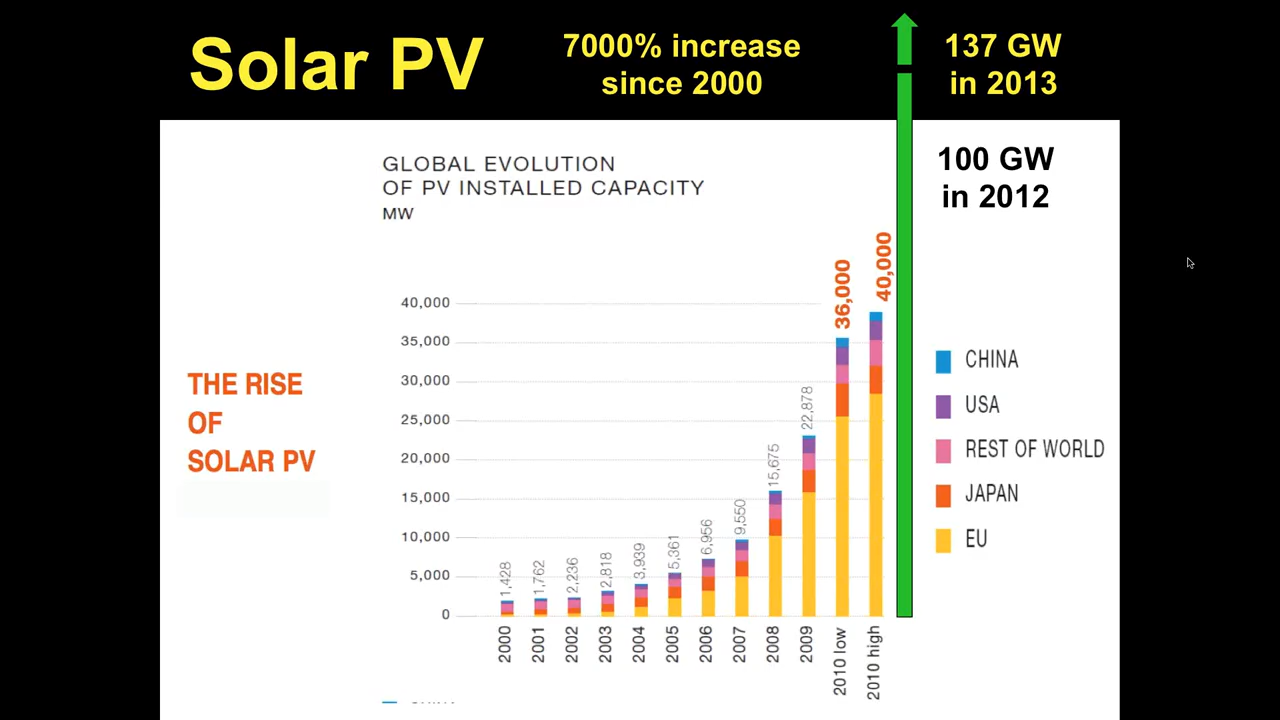 Solar PV
7000% increase
since 2000
137 GW
in 2013
100 GW
in 2012
GLOBAL EVOLUTION
OF PV INSTALLED CAPACITY
MW
THE RISE
OF
SOLAR PV
40,000
35,000
30,000
25,000
20,000
15,000
10,000
5,000
0
1,428
1,762
2,236
2,818
3,939
5,361
6,956
9,550
15,675
22,878
36,000
40,000
2000
2001
2002
2003
2004
2005
2006
2007
2008
2009
2010 low
2010 high
CHINA
USA
REST OF WORLD
JAPAN
EU